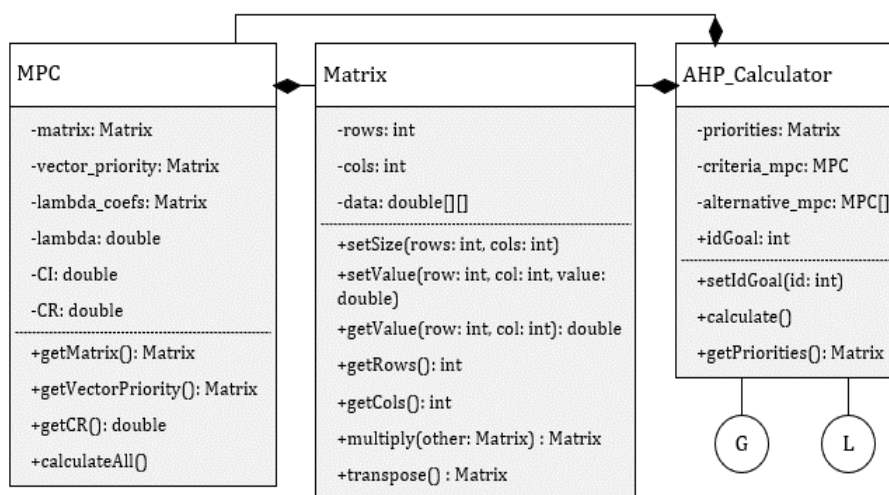 MPC
-matrix: Matrix
-vector_priority: Matrix
-lambda_coefs: Matrix
-lambda: double
-CI: double
-CR: double
+getMatrix(): Matrix
+getVectorPriority(): Matrix
+getCR(): double
+calculateAll()
Matrix
-rows: int
-cols: int
-data: double[][]
+setSize(rows: int, cols: int)
+setValue(row: int, col: int, value:
double)
+getValue(row: int, col: int): double
+getRows(): int
+getCols(): int
+multiply(other: Matrix) : Matrix
+transpose() : Matrix
AHP_Calculator
-priorities: Matrix
-criteria_mpc: MPC
-alternative_mpc: MPC[]
+idGoal: int
+setIdGoal(id: int)
+calculate()
+getPriorities(): Matrix
G
L